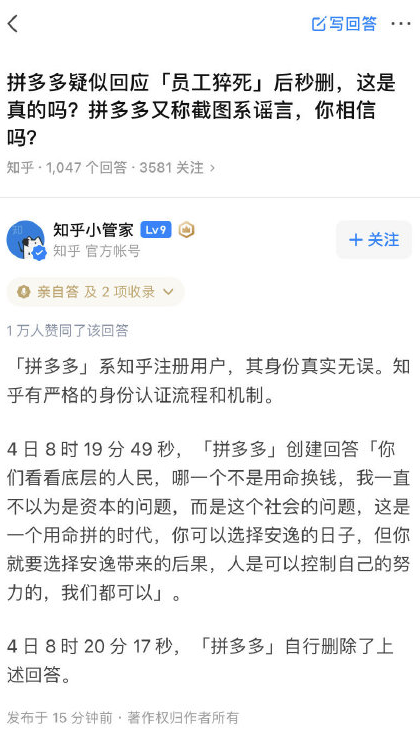 写回答
拼多多疑似回应「员工猝死」后秒删，这是
真的吗？拼多多又称截图系谣言，你相信
吗？
知乎 · 1,047 个回答 · 3581 关注 >
知
知乎小管家 Lv9
知乎 官方帐号
+ 关注
亲自答 及 2 项收录
1 万人赞同了该回答
「拼多多」系知乎注册用户，其身份真实无误。知
乎有严格的身份认证流程和机制。
4 日 8 时 19 分 49 秒，「拼多多」创建回答「你
们看看底层的人民，哪一个不是用命换钱，我一直
不以为是资本的问题，而是这个社会的问题，这是
一个用命拼的时代，你可以选择安逸的日子，但你
就要选择安逸带来的后果，人是可以控制自己的努
力的，我们都可以」。
4 日 8 时 20 分 17 秒，「拼多多」自行删除了上
述回答。
发布于 15 分钟前 · 著作权归作者所有